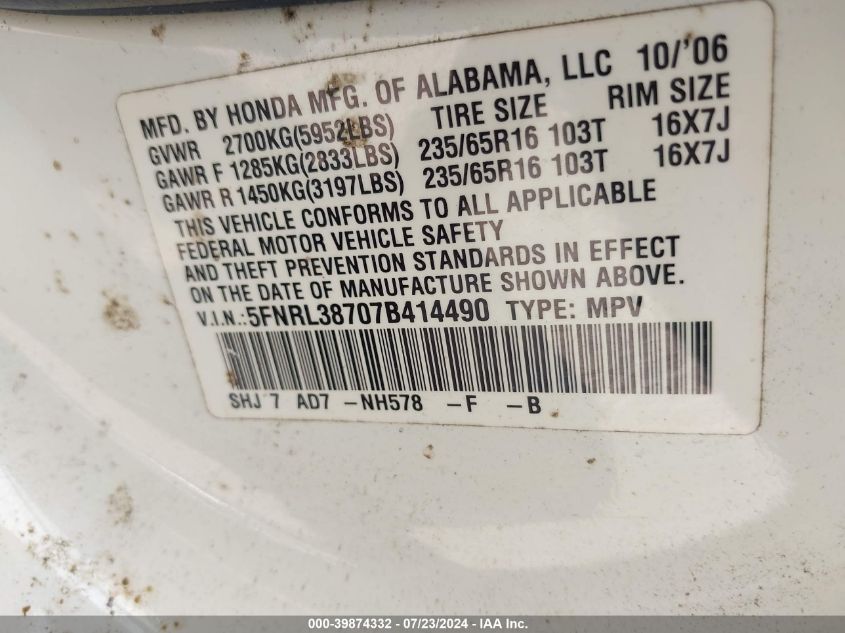 MFD. BY HONDA MFG. OF ALABAMA, LLC 10/'06
GVWR 2700KG(5952LBS) TIRE SIZE RIM SIZE
GAWR F 1285KG(2833LBS) 235/65R16 103T 16X7J
GAWR R 1450KG(3197LBS) 235/65R16 103T 16X7J
THIS VEHICLE CONFORMS TO ALL APPLICABLE
FEDERAL MOTOR VEHICLE SAFETY
AND THEFT PREVENTION STANDARDS IN EFFECT
ON THE DATE OF MANUFACTURE SHOWN ABOVE.
V.I.N.:5FNRL38707B414490 TYPE: MPV
SHJ 7 AD7 -NH578 -F -B
000-39874332 - 07/23/2024 - IAA Inc.